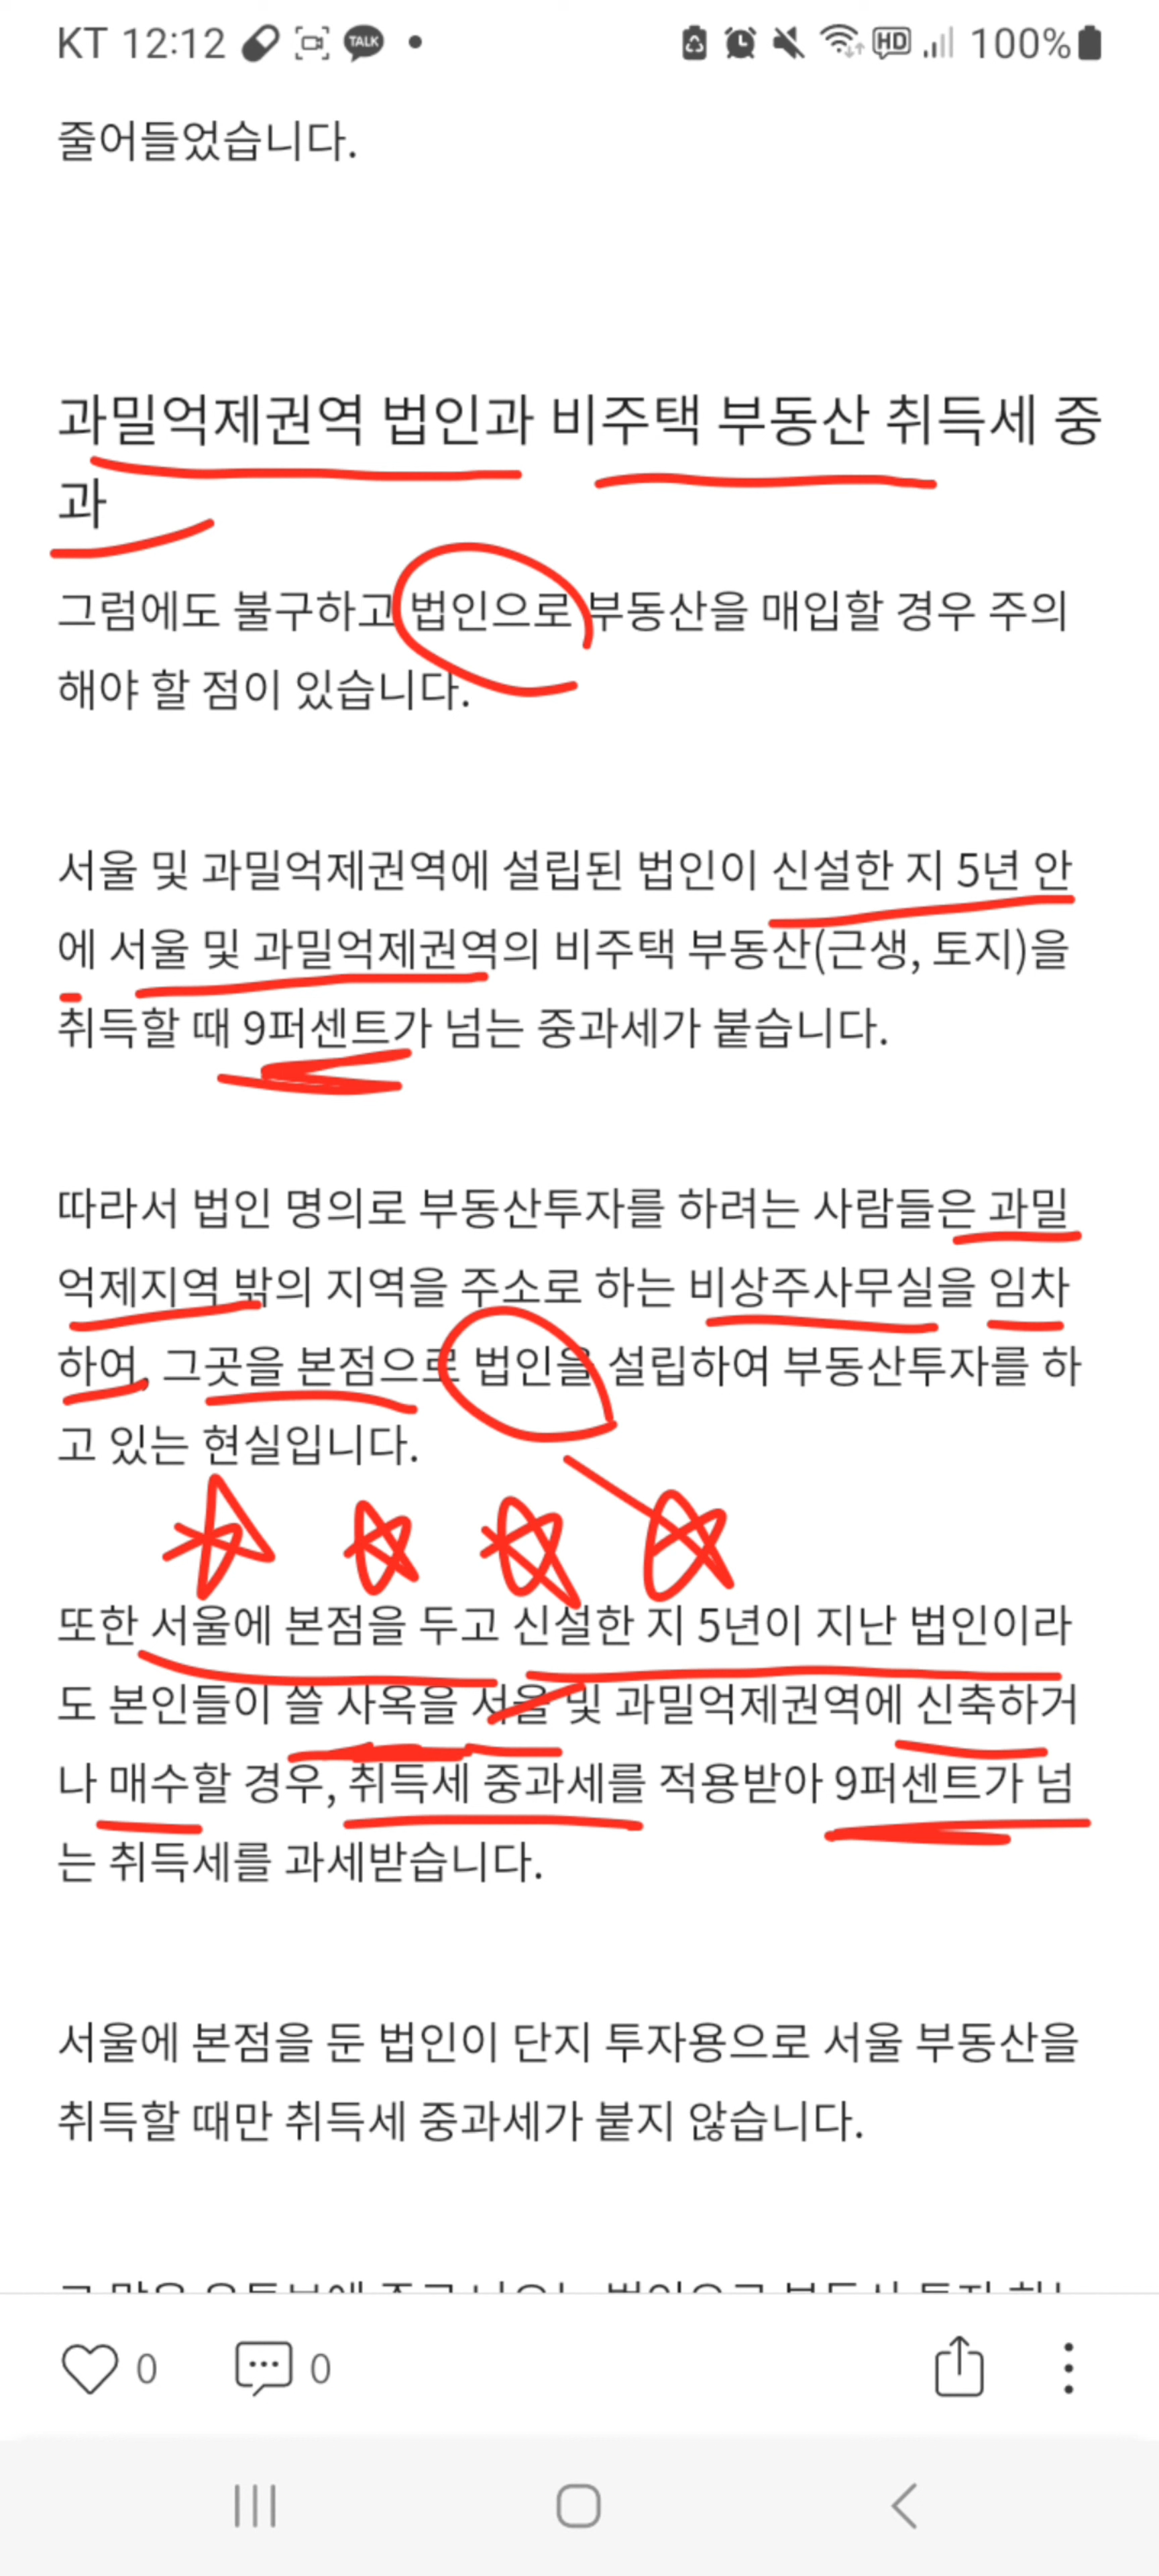 KT 12:12 TALK HD 100%
줄어들었습니다.
과밀억제권역 법인과 비주택 부동산 취득세 중
과
그럼에도 불구하고 법인으로 부동산을 매입할 경우 주의
해야 할 점이 있습니다.
서울 및 과밀억제권역에 설립된 법인이 신설한 지 5년 안
에 서울 및 과밀억제권역의 비주택 부동산(근생, 토지)을
취득할 때 9퍼센트가 넘는 중과세가 붙습니다.
따라서 법인 명의로 부동산투자를 하려는 사람들은 과밀
억제지역 밖의 지역을 주소로 하는 비상주사무실을 임차
하여, 그곳을 본점으로 법인을 설립하여 부동산투자를 하
고 있는 현실입니다.
또한 서울에 본점을 두고 신설한 지 5년이 지난 법인이라
도 본인들이 쓸 사옥을 서울 및 과밀억제권역에 신축하거
나 매수할 경우, 취득세 중과세를 적용받아 9퍼센트가 넘
는 취득세를 과세받습니다.
서울에 본점을 둔 법인이 단지 투자용으로 서울 부동산을
취득할 때만 취득세 중과세가 붙지 않습니다.
0 0